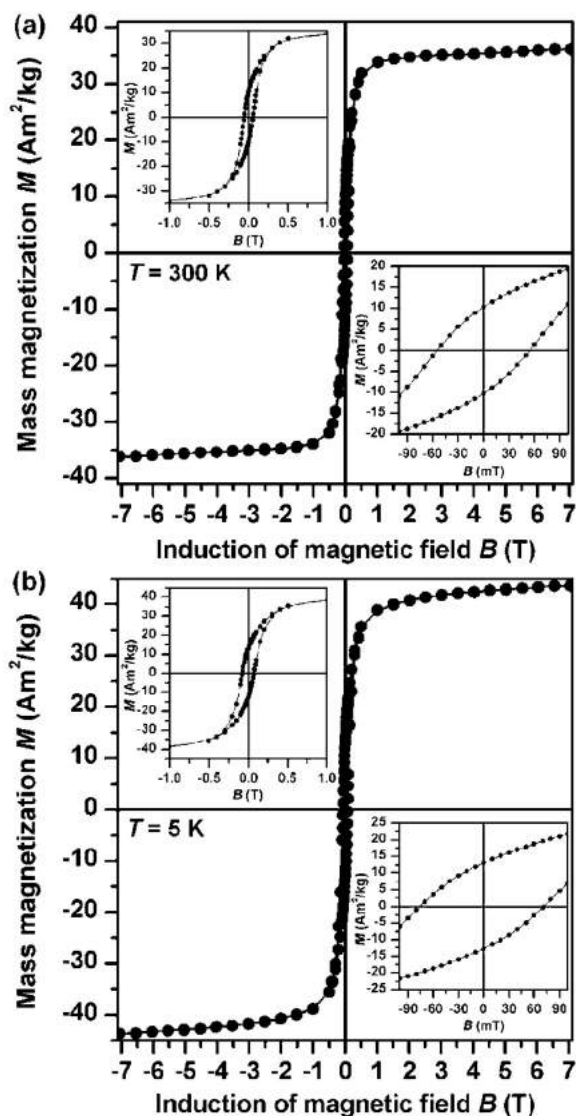 (a)
Mass magnetization M (Am²/kg)
40
30
20
10
0
-10
-20
-30
-40
-7 -6 -5 -4 -3 -2 -1 0 1 2 3 4 5 6 7
Induction of magnetic field B (T)
T = 300 K
M (Am²/kg)
30
20
10
0
-10
-20
-30
-1.0 -0.5 0.0 0.5 1.0
B (T)
M (Am²/kg)
20
15
10
5
0
-5
-10
-15
-20
-90 -60 -30 0 30 60 90
B (mT)
(b)
Mass magnetization M (Am²/kg)
40
30
20
10
0
-10
-20
-30
-40
-7 -6 -5 -4 -3 -2 -1 0 1 2 3 4 5 6 7
Induction of magnetic field B (T)
T = 5 K
M (Am²/kg)
40
30
20
10
0
-10
-20
-30
-40
-1.0 -0.5 0.0 0.5 1.0
B (T)
M (Am²/kg)
25
20
15
10
5
0
-5
-10
-15
-20
-25
-90 -60 -30 0 30 60 90
B (mT)